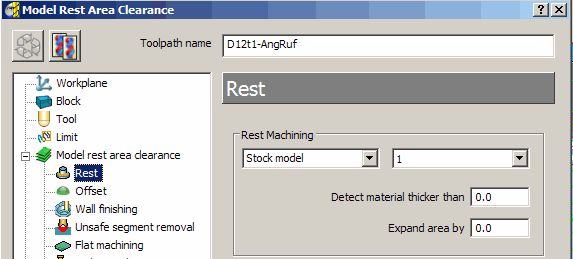 Model Rest Area Clearance
Toolpath name D12t1-AngRuf
Workplane
Block
Tool
Limit
Model rest area clearance
Rest
Offset
Wall finishing
Unsafe segment removal
Flat machining
Rest
Rest Machining
Stock model 1
Detect material thicker than 0.0
Expand area by 0.0